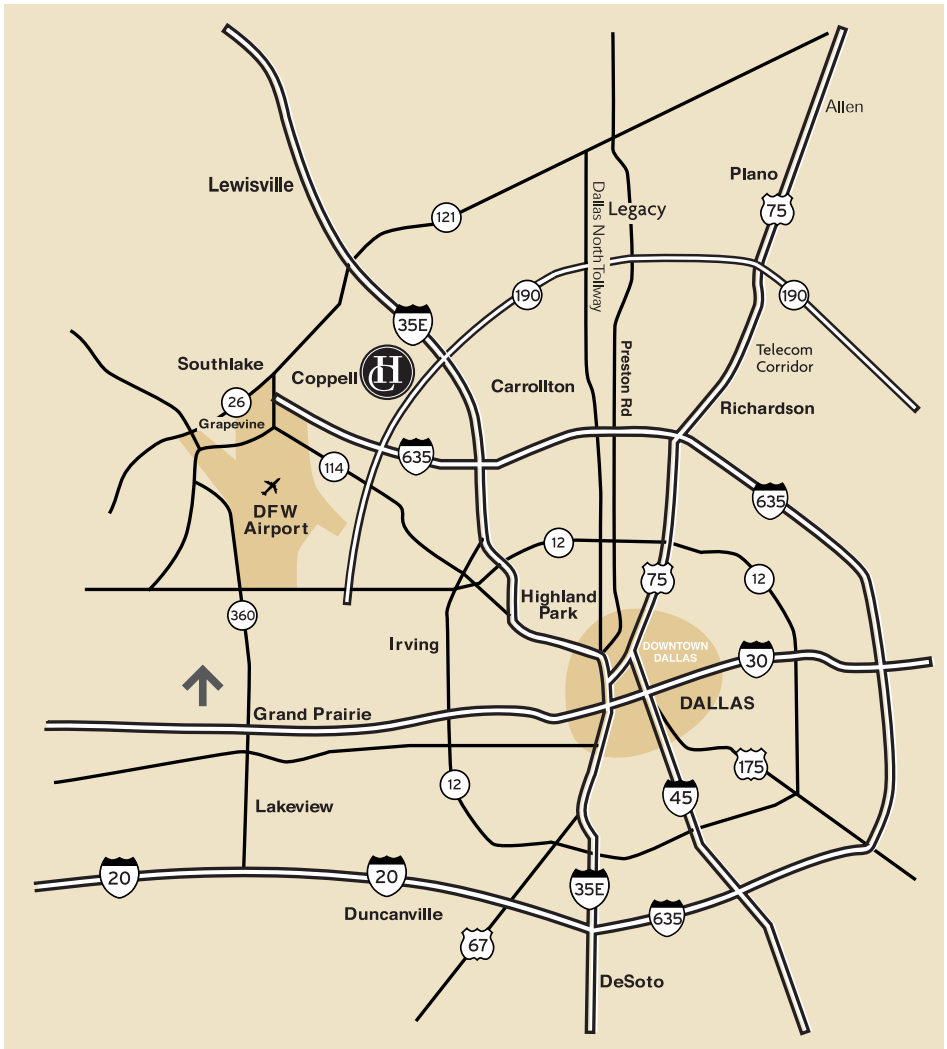 Allen
Plano
Lewisville
75
Legacy
121
Dallas North Tollway
190
190
35E
Preston Rd
Telecom
Corridor
Southlake
Coppell
HC
Carrollton
26
Richardson
Grapevine
635
114
635
DFW
Airport
12
75
12
Highland
Park
360
Irving
DOWNTOWN
DALLAS
30
DALLAS
Grand Prairie
175
12
45
Lakeview
20
20
35E
Duncanville
635
67
DeSoto